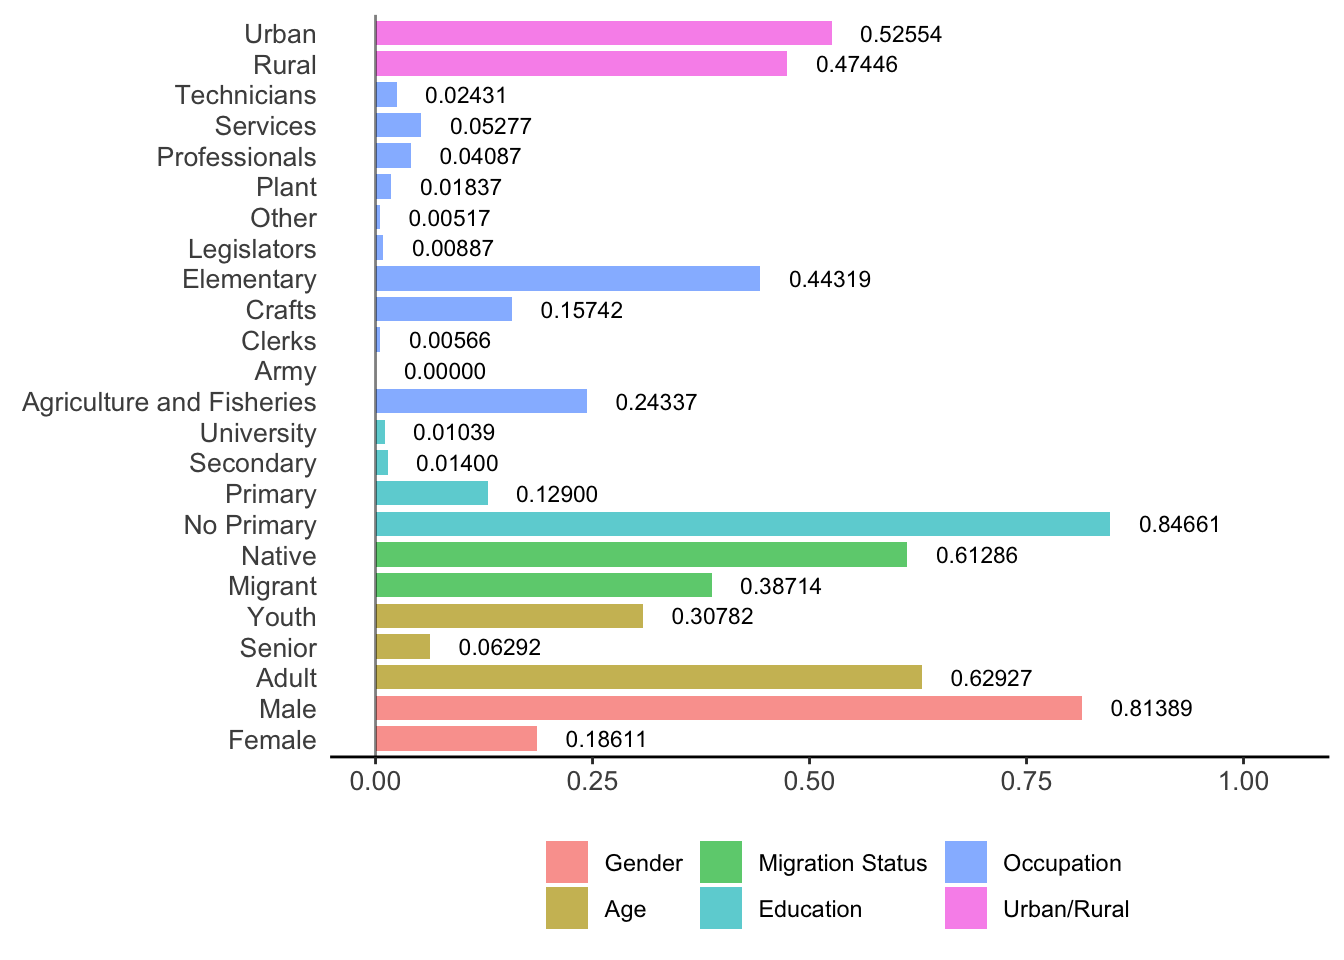 Urban 0.52554
Rural 0.47446
Technicians 0.02431
Services 0.05277
Professionals 0.04087
Plant 0.01837
Other 0.00517
Legislators 0.00887
Elementary 0.44319
Crafts 0.15742
Clerks 0.00566
Army 0.00000
Agriculture and Fisheries 0.24337
University 0.01039
Secondary 0.01400
Primary 0.12900
No Primary 0.84661
Native 0.61286
Migrant 0.38714
Youth 0.30782
Senior 0.06292
Adult 0.62927
Male 0.81389
Female 0.18611
0.00 0.25 0.50 0.75 1.00
Gender Migration Status Occupation
Age Education Urban/Rural